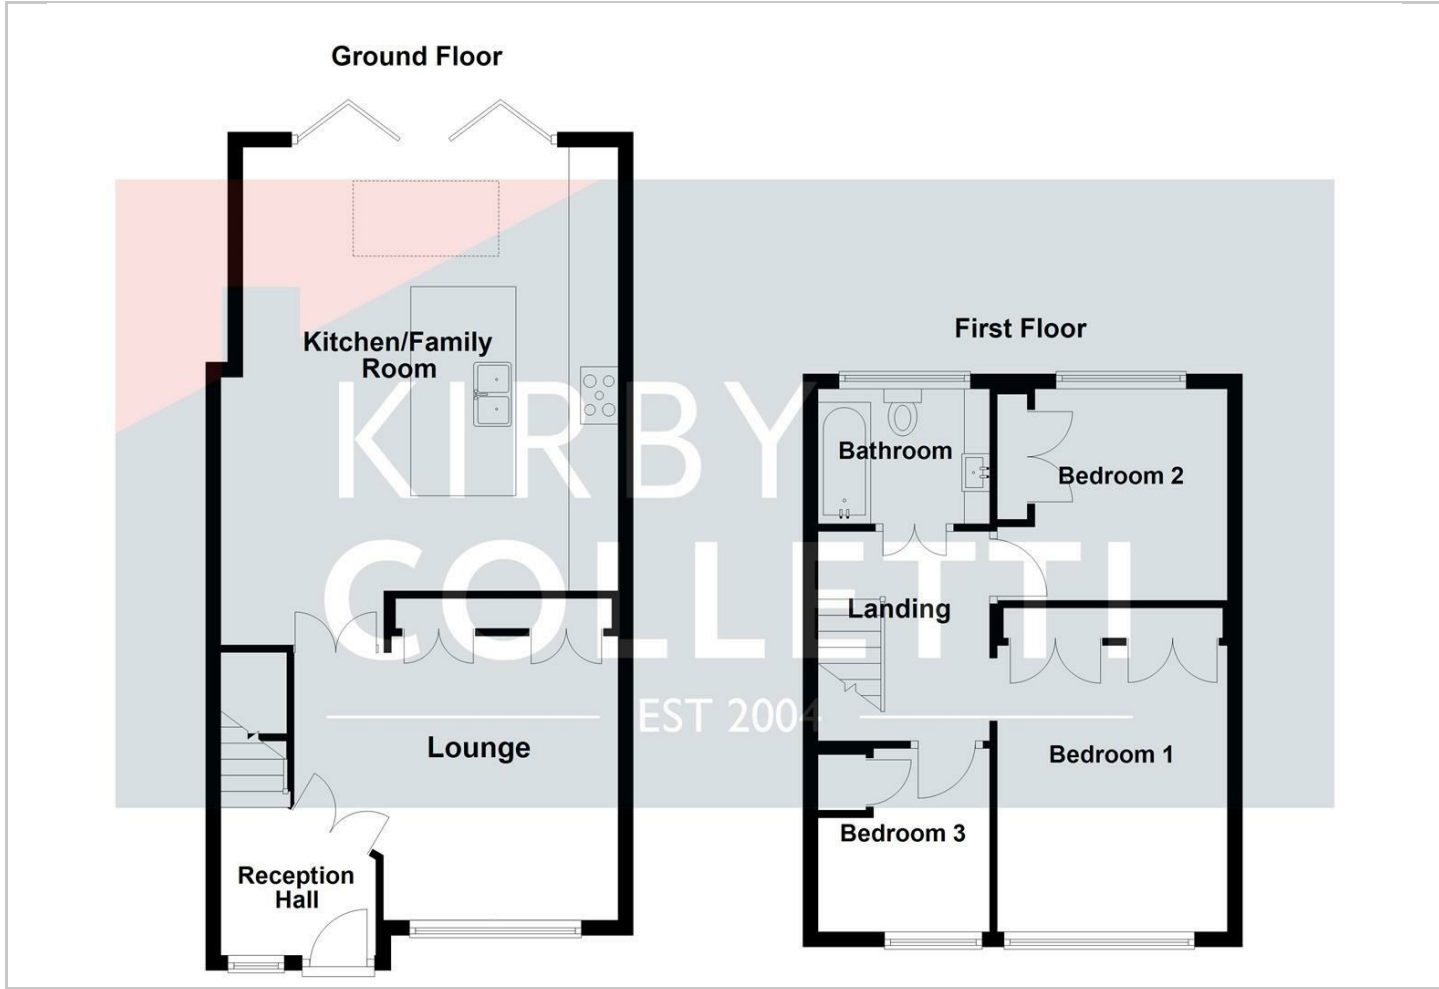 Ground Floor
Kitchen/Family
Room
Lounge
Reception
Hall
First Floor
Bathroom
Bedroom 2
Landing
Bedroom 1
Bedroom 3
KIRBY
COLLETTI
EST 2004